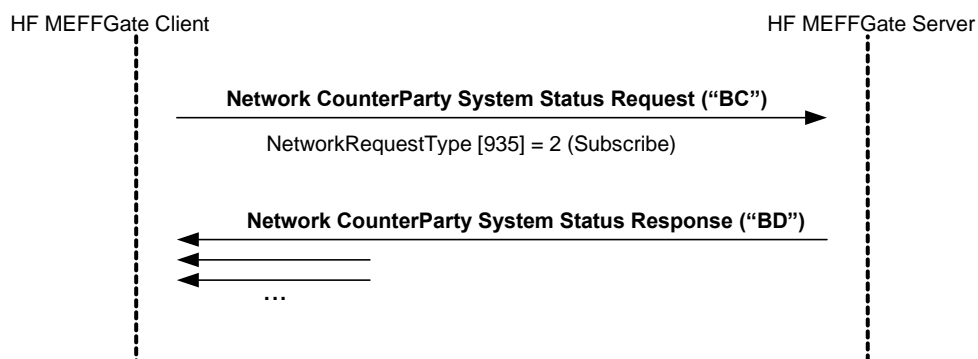 HF MEFFGate Client
HF MEFFGate Server
Network CounterParty System Status Request (“BC”)
NetworkRequestType [935] = 2 (Subscribe)
Network CounterParty System Status Response (“BD”)
...